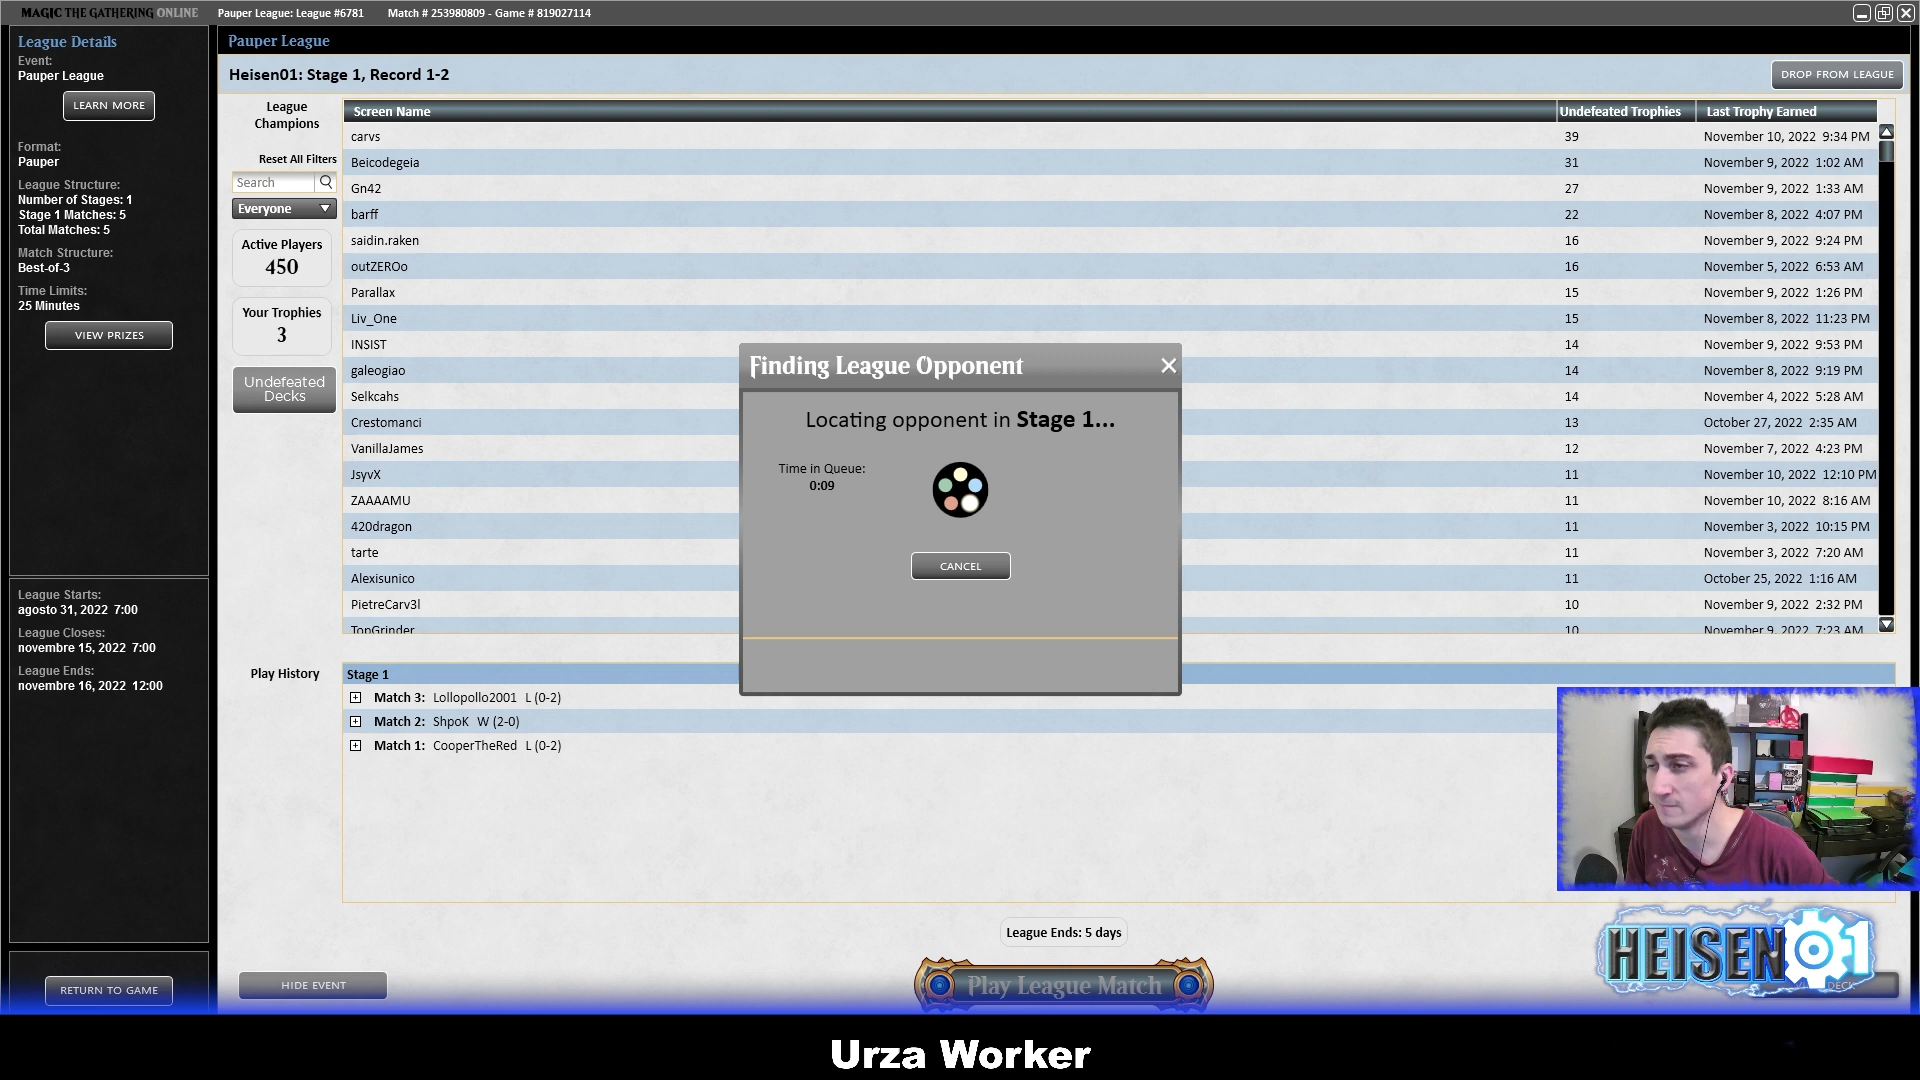 MAGIC THE GATHERING ONLINE
Pauper League: League #6781
Match # 253980809 - Game # 819027114
League Details
Event:
Pauper League
LEARN MORE
Format:
Pauper
League Structure:
Number of Stages: 1
Stage 1 Matches: 5
Total Matches: 5
Match Structure:
Best-of-3
Time Limits:
25 Minutes
VIEW PRIZES
League Starts:
agosto 31, 2022 7:00
League Closes:
novembre 15, 2022 7:00
League Ends:
novembre 16, 2022 12:00
RETURN TO GAME
Pauper League
Heisen01: Stage 1, Record 1-2
DROP FROM LEAGUE
League
Champions
Reset All Filters
Search
Everyone
Active Players
450
Your Trophies
3
Undefeated
Decks
Screen Name Undefeated Trophies Last Trophy Earned
carvs 39 November 10, 2022 9:34 PM
Beicodegeia 31 November 9, 2022 1:02 AM
Gn42 27 November 9, 2022 1:33 AM
barff 22 November 8, 2022 4:07 PM
saidin.raken 16 November 9, 2022 9:24 PM
outZEROo 16 November 5, 2022 6:53 AM
Parallax 15 November 9, 2022 1:26 PM
Liv_One 15 November 8, 2022 11:23 PM
INSIST 14 November 9, 2022 9:53 PM
galeogiao 14 November 8, 2022 9:19 PM
Selkcahs 14 November 4, 2022 5:28 AM
Crestomanci 13 October 27, 2022 2:35 AM
VanillaJames 12 November 7, 2022 4:23 PM
JsyvX 11 November 10, 2022 12:10 PM
ZAAAAMU 11 November 10, 2022 8:16 AM
420dragon 11 November 3, 2022 10:15 PM
tarte 11 November 3, 2022 7:20 AM
Alexisunico 11 October 25, 2022 1:16 AM
PietreCarv3l 10 November 9, 2022 2:32 PM
TopGrinder 10 November 9, 2022 7:23 AM
Finding League Opponent
Locating opponent in Stage 1...
Time in Queue:
0:09
CANCEL
Play History
Stage 1
Match 3: Lollopollo2001 L (0-2)
Match 2: ShpoK W (2-0)
Match 1: CooperTheRed L (0-2)
League Ends: 5 days
HIDE EVENT
Play League Match
HEISEN01
DECK
Urza Worker